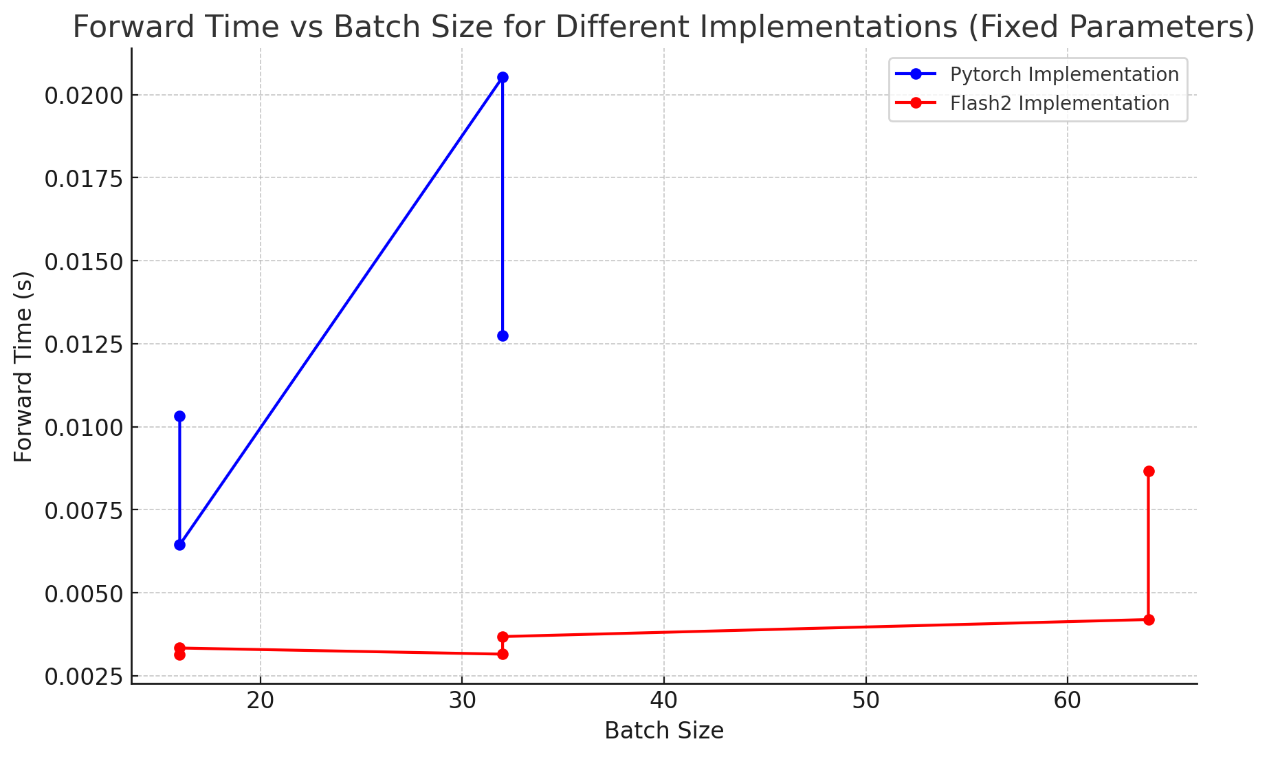 Forward Time vs Batch Size for Different Implementations (Fixed Parameters)
Pytorch Implementation
Flash2 Implementation
Forward Time (s)
0.0200
0.0175
0.0150
0.0125
0.0100
0.0075
0.0050
0.0025
20 30 40 50 60
Batch Size